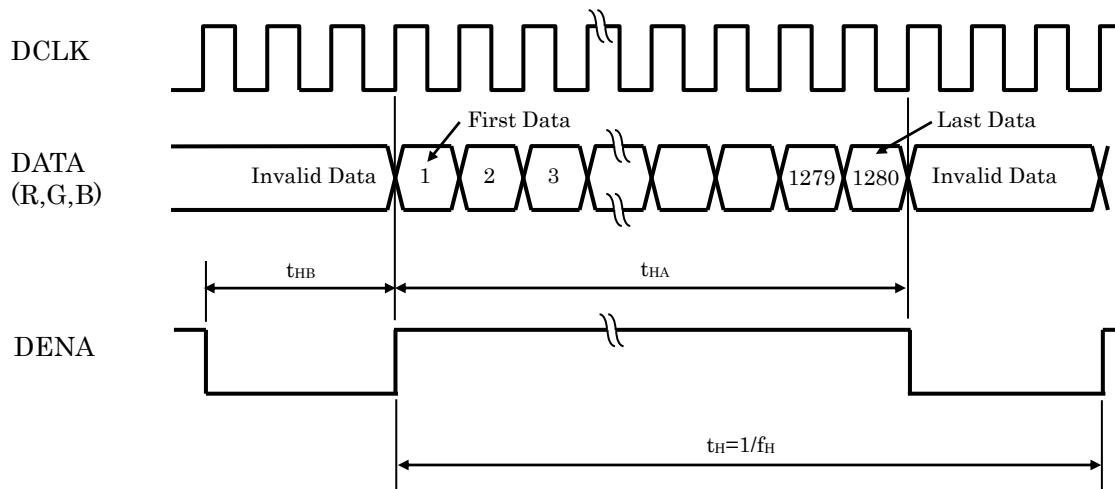 DCLK
First Data
Last Data
DATA
(R,G,B)
Invalid Data
1
2
3
1279
1280
Invalid Data
tHB
tHA
DENA
tH=1/fH